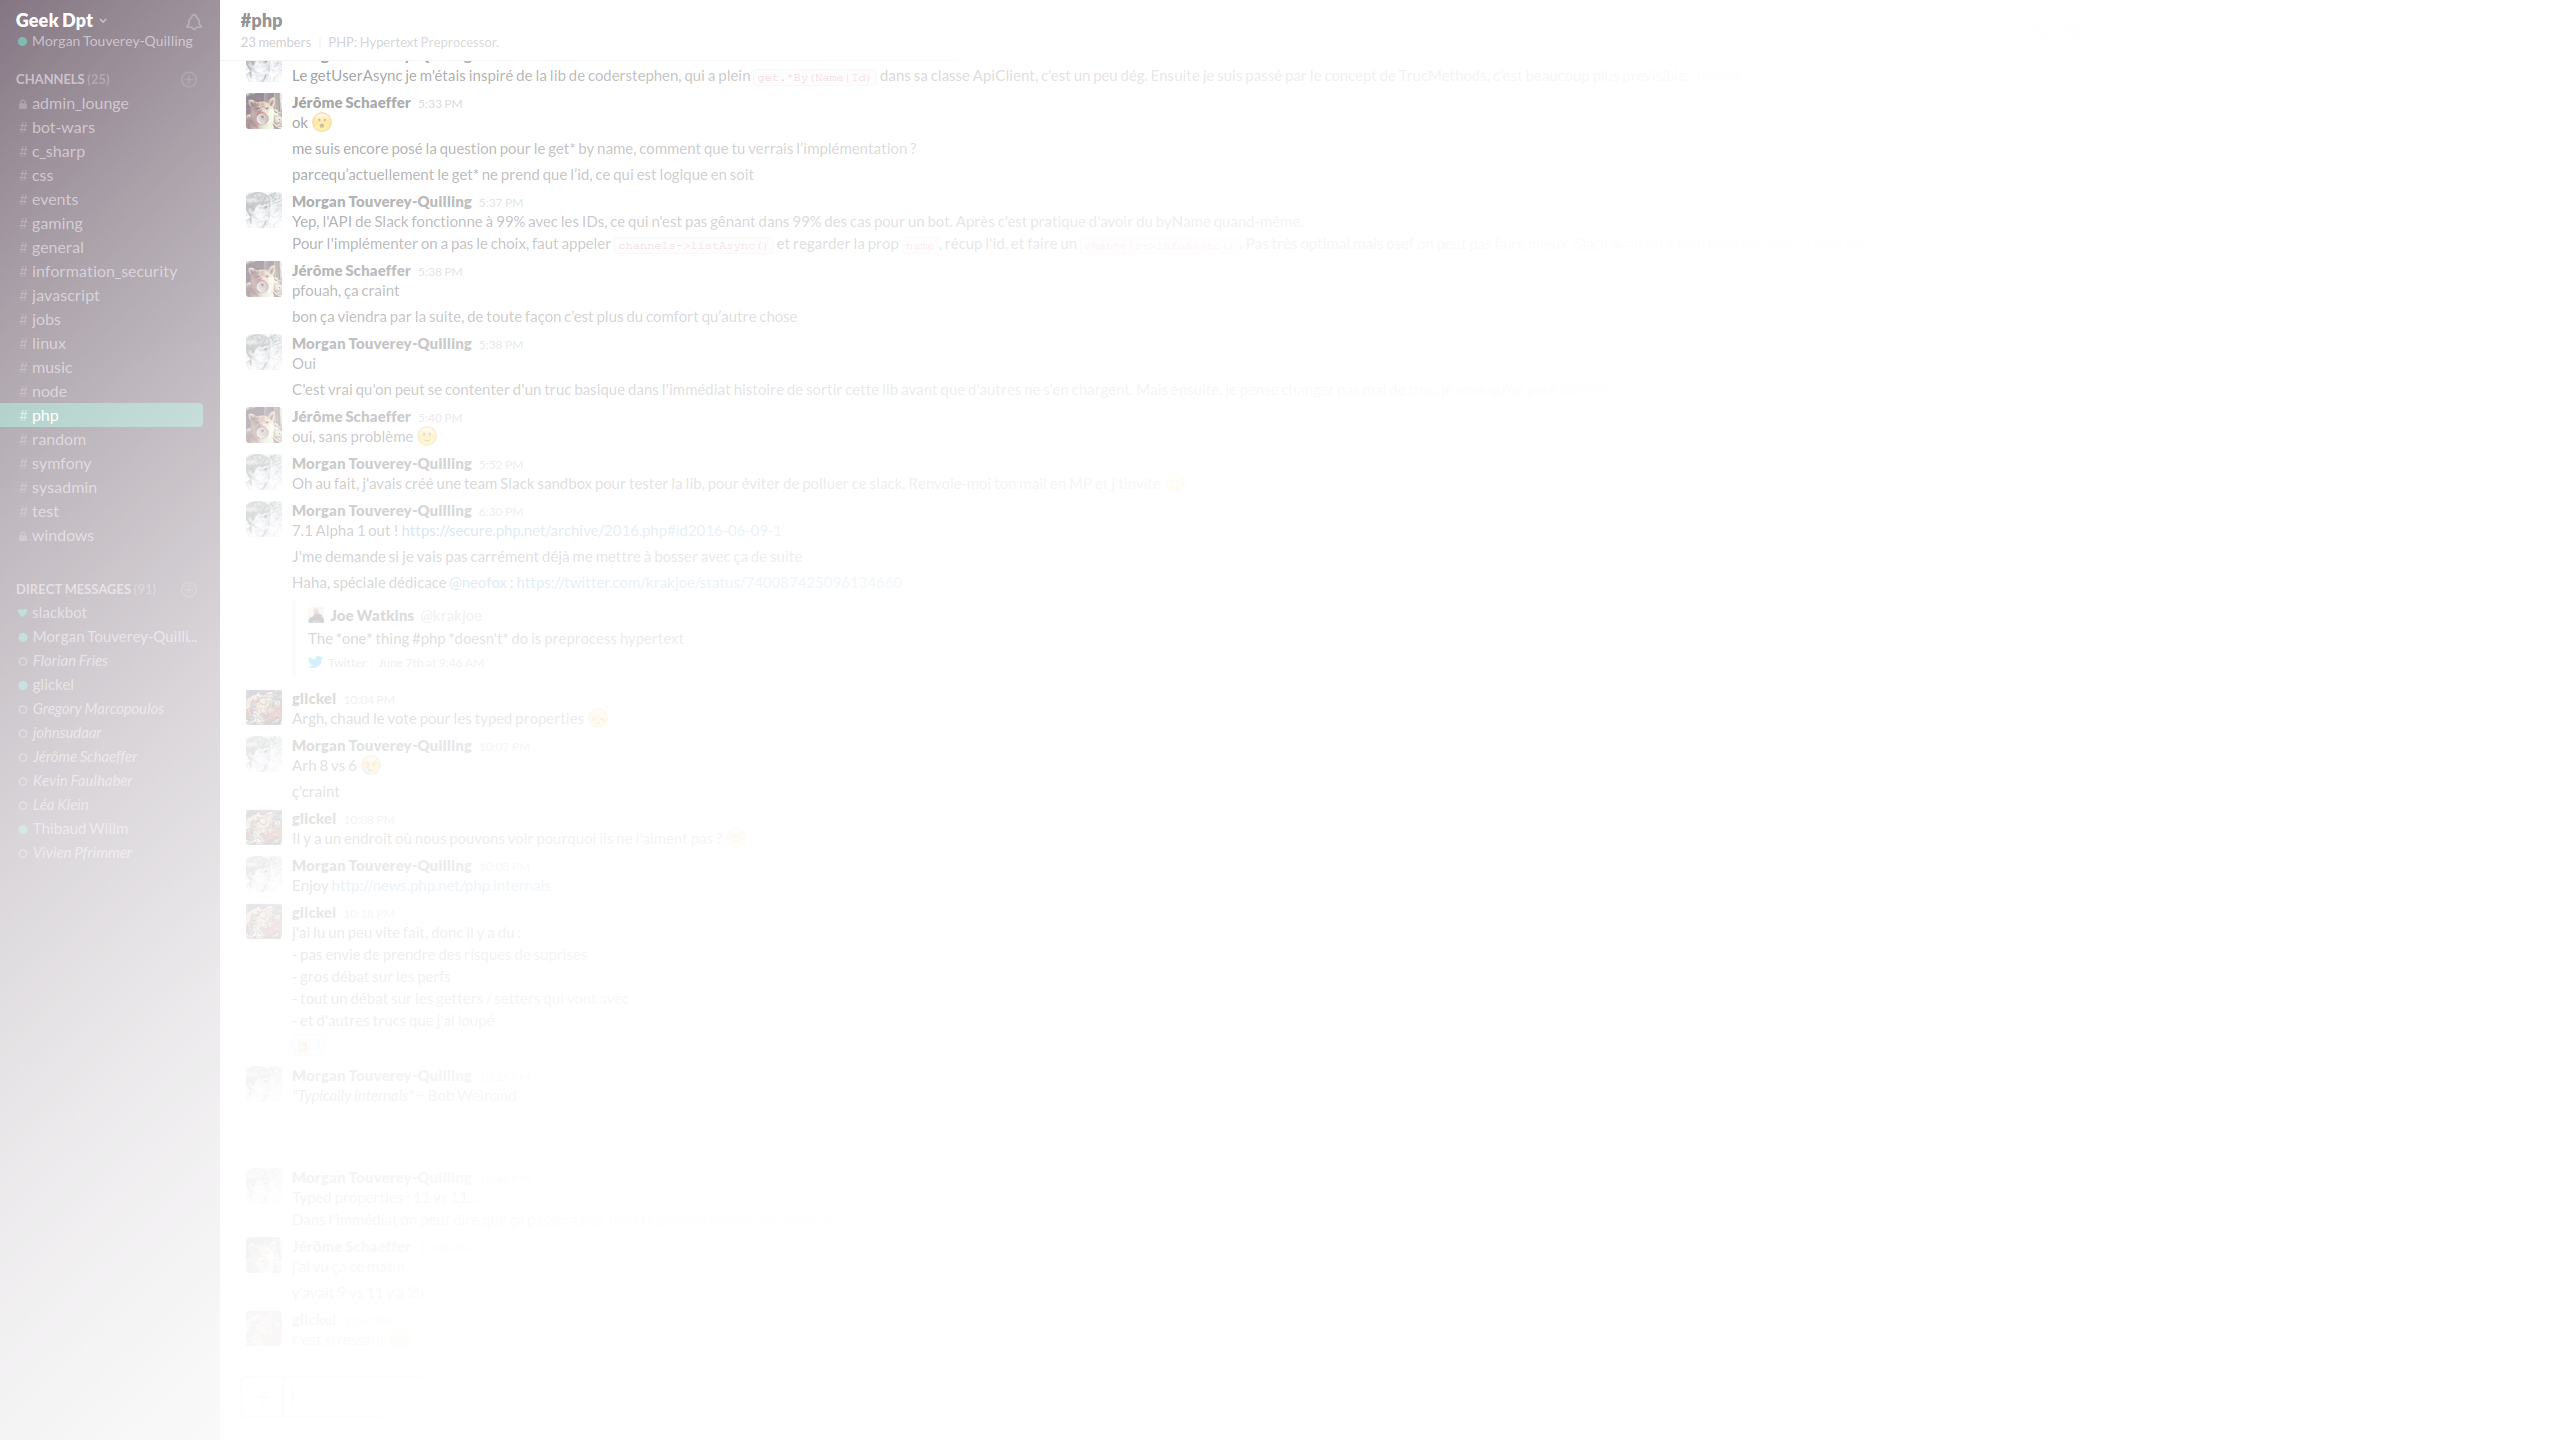 Geek Dpt
Morgan Touverey-Quilling
CHANNELS (25)
admin_lounge
# bot-wars
# c_sharp
# css
# events
# gaming
# general
# information_security
# javascript
# jobs
# linux
# music
# node
# php
# random
# symfony
# sysadmin
# test
windows
DIRECT MESSAGES (91)
slackbot
Morgan Touverey-Quilli...
Florian Fries
glickel
Gregory Marcopoulos
johnsudaar
Jérôme Schaeffer
Kevin Faulhaber
Léa Klein
Thibaud Willm
Vivien Pfrimmer
#php
23 members | PHP: Hypertext Preprocessor.
Le getUserAsync je m'étais inspiré de la lib de coderstephen, qui a plein get.*By(Name|Id) dans sa classe ApiClient, c'est un peu dég. Ensuite je suis passé par le concept de TrucMethods, c'est beaucoup plus prévisible.
Jérôme Schaeffer 5:33 PM
ok
me suis encore posé la question pour le get* by name, comment que tu verrais l'implémentation ?
parcequ'actuellement le get* ne prend que l'id, ce qui est logique en soit
Morgan Touverey-Quilling 5:37 PM
Yep, l'API de Slack fonctionne à 99% avec les IDs, ce qui n'est pas gênant dans 99% des cas pour un bot. Après c'est pratique d'avoir du byName quand-même.
Pour l'implémenter on a pas le choix, faut appeler channels->listAsync() et regarder la prop name, récup l'id, et faire un . Pas très optimal mais osef on peut pas faire mieux.
Jérôme Schaeffer 5:38 PM
pfouah, ça craint
bon ça viendra par la suite, de toute façon c'est plus du comfort qu'autre chose
Morgan Touverey-Quilling 5:38 PM
Oui
C'est vrai qu'on peut se contenter d'un truc basique dans l'immédiat histoire de sortir cette lib avant que d'autres ne s'en chargent. Mais ensuite, je pense changer pas mal de truc,
Jérôme Schaeffer 5:40 PM
oui, sans problème
Morgan Touverey-Quilling 5:52 PM
Oh au fait, j'avais créé une team Slack sandbox pour tester la lib, pour éviter de polluer ce slack. Renvoie-moi ton mail en MP et j'tinvite
Morgan Touverey-Quilling 6:30 PM
7.1 Alpha 1 out ! https://secure.php.net/archive/2016.php#id2016-06-09-1
J'me demande si je vais pas carrément déjà me mettre à bosser avec ça de suite
Haha, spéciale dédicace @neofox : https://twitter.com/krakjoe/status/740087425096134660
Joe Watkins @krakjoe
The *one* thing #php *doesn't* do is preprocess hypertext
Twitter | June 7th at 9:46 AM
glickel 10:04 PM
Argh, chaud le vote pour les typed properties
Morgan Touverey-Quilling 10:07 PM
Arh 8 vs 6
ç'craint
glickel 10:08 PM
Il y a un endroit où nous pouvons voir pourquoi ils ne l'aiment pas ?
Morgan Touverey-Quilling 10:08 PM
Enjoy http://news.php.net/php.internals
glickel 10:18 PM
j'ai lu un peu vite fait, donc il y a du :
- pas envie de prendre des risques de suprises
- gros débat sur les perfs
- tout un débat sur les getters / setters qui vont avec
- et d'autres trucs que j'ai loupé
Morgan Touverey-Quilling
"Typically internals" – Bob Weinand
Morgan Touverey-Quilling
Typed properties : 11 vs 11
Dans l'immédiat on peut dire que
Jérôme Schaeffer
j'ai vu ça ce matin
y'avait 9 vs 11
glickel